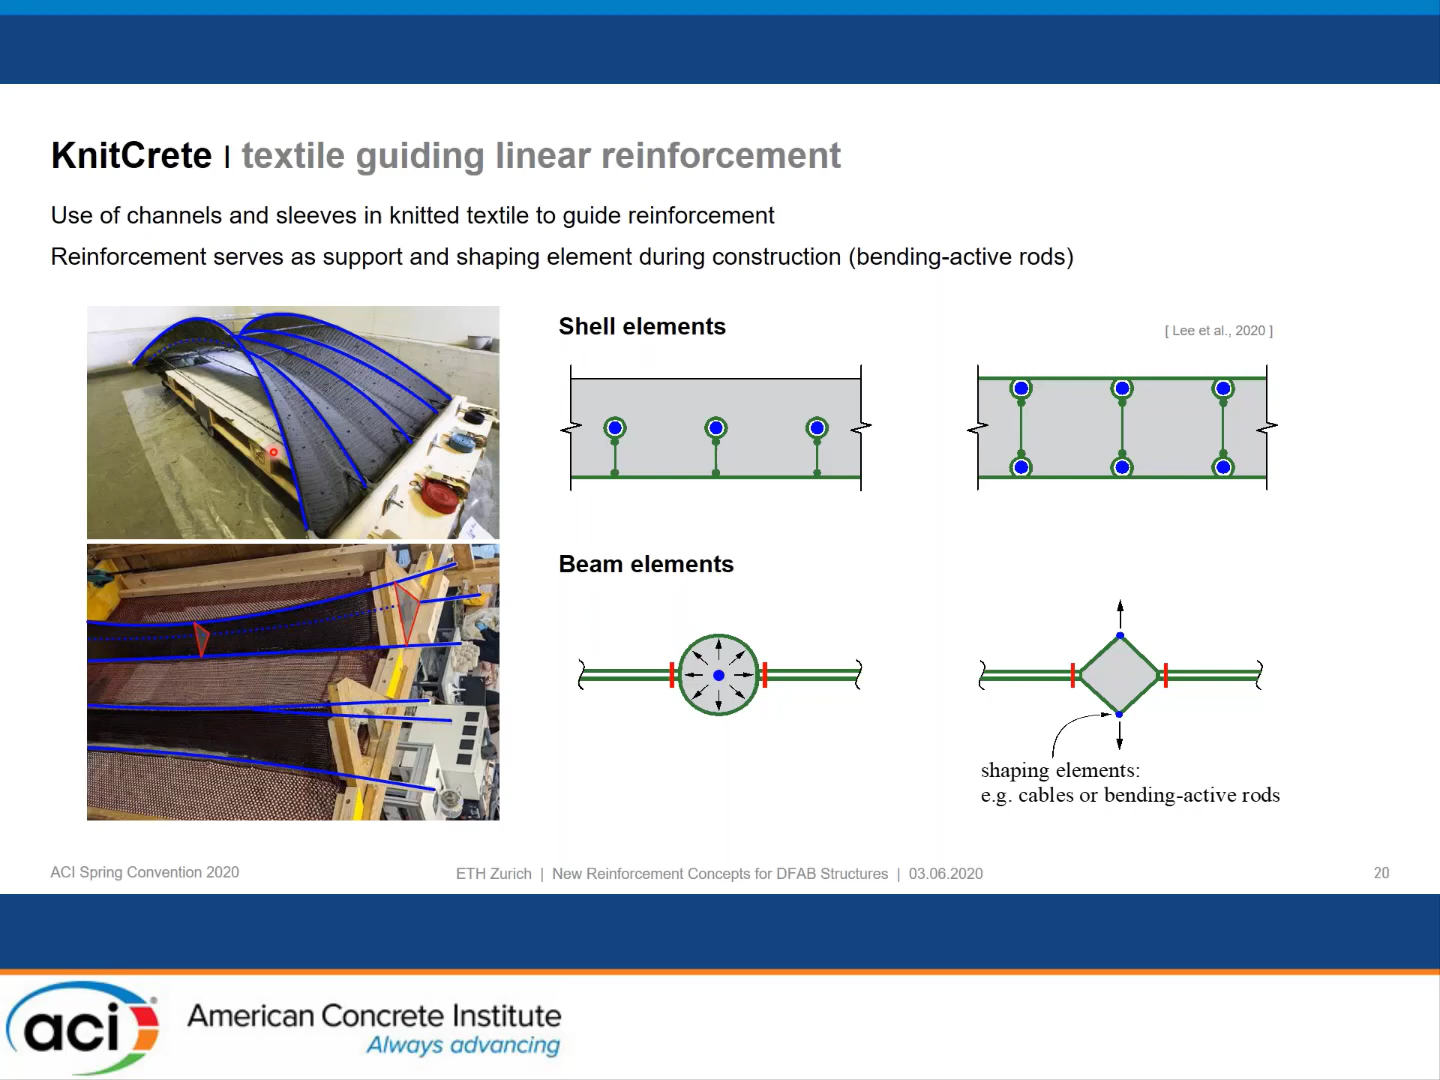 KnitCrete | textile guiding linear reinforcement
Use of channels and sleeves in knitted textile to guide reinforcement
Reinforcement serves as support and shaping element during construction (bending-active rods)
Shell elements
[ Lee et al., 2020 ]
Beam elements
shaping elements:
e.g. cables or bending-active rods
ACI Spring Convention 2020
ETH Zurich | New Reinforcement Concepts for DFAB Structures | 03.06.2020
20
aci
American Concrete Institute
Always advancing